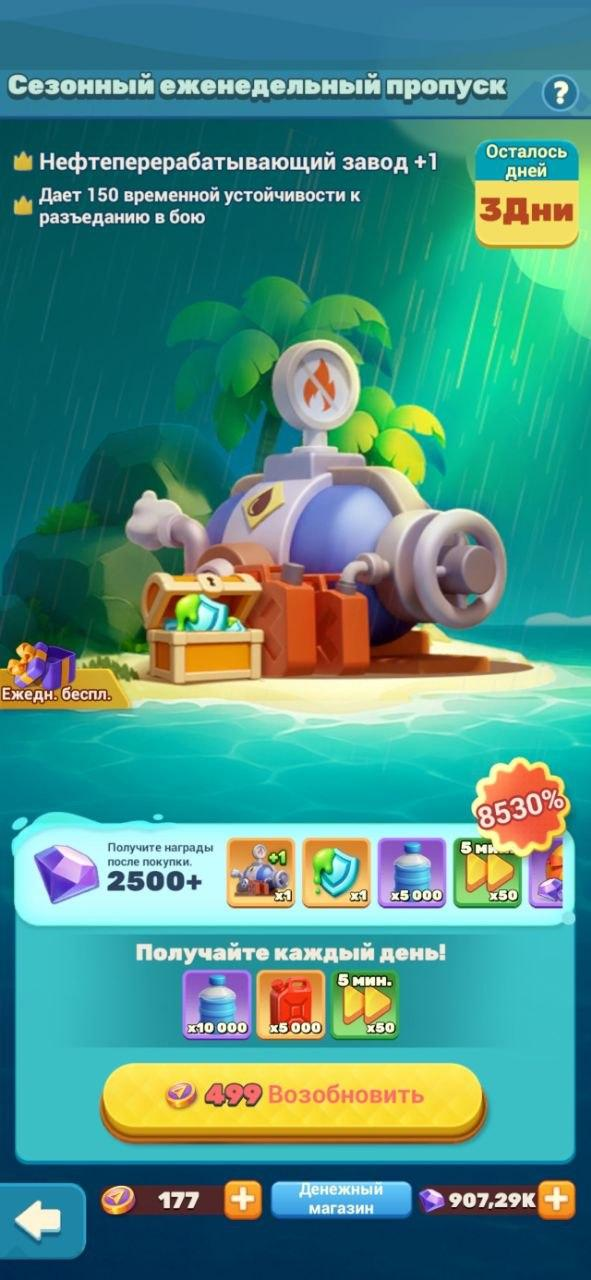 Сезонный еженедельный пропуск
?
Нефтеперерабатывающий завод +1
Дает 150 временной устойчивости к
разъеданию в бою
Осталось
дней
3Дни
Ежедн. беспл.
8530%
Получите награды
после покупки.
2500+
+1
x1
x1
x5 000
5 мин.
x50
Получайте каждый день!
x10 000
x5 000
5 мин.
x50
499 Возобновить
177
Денежный
магазин
907,29K